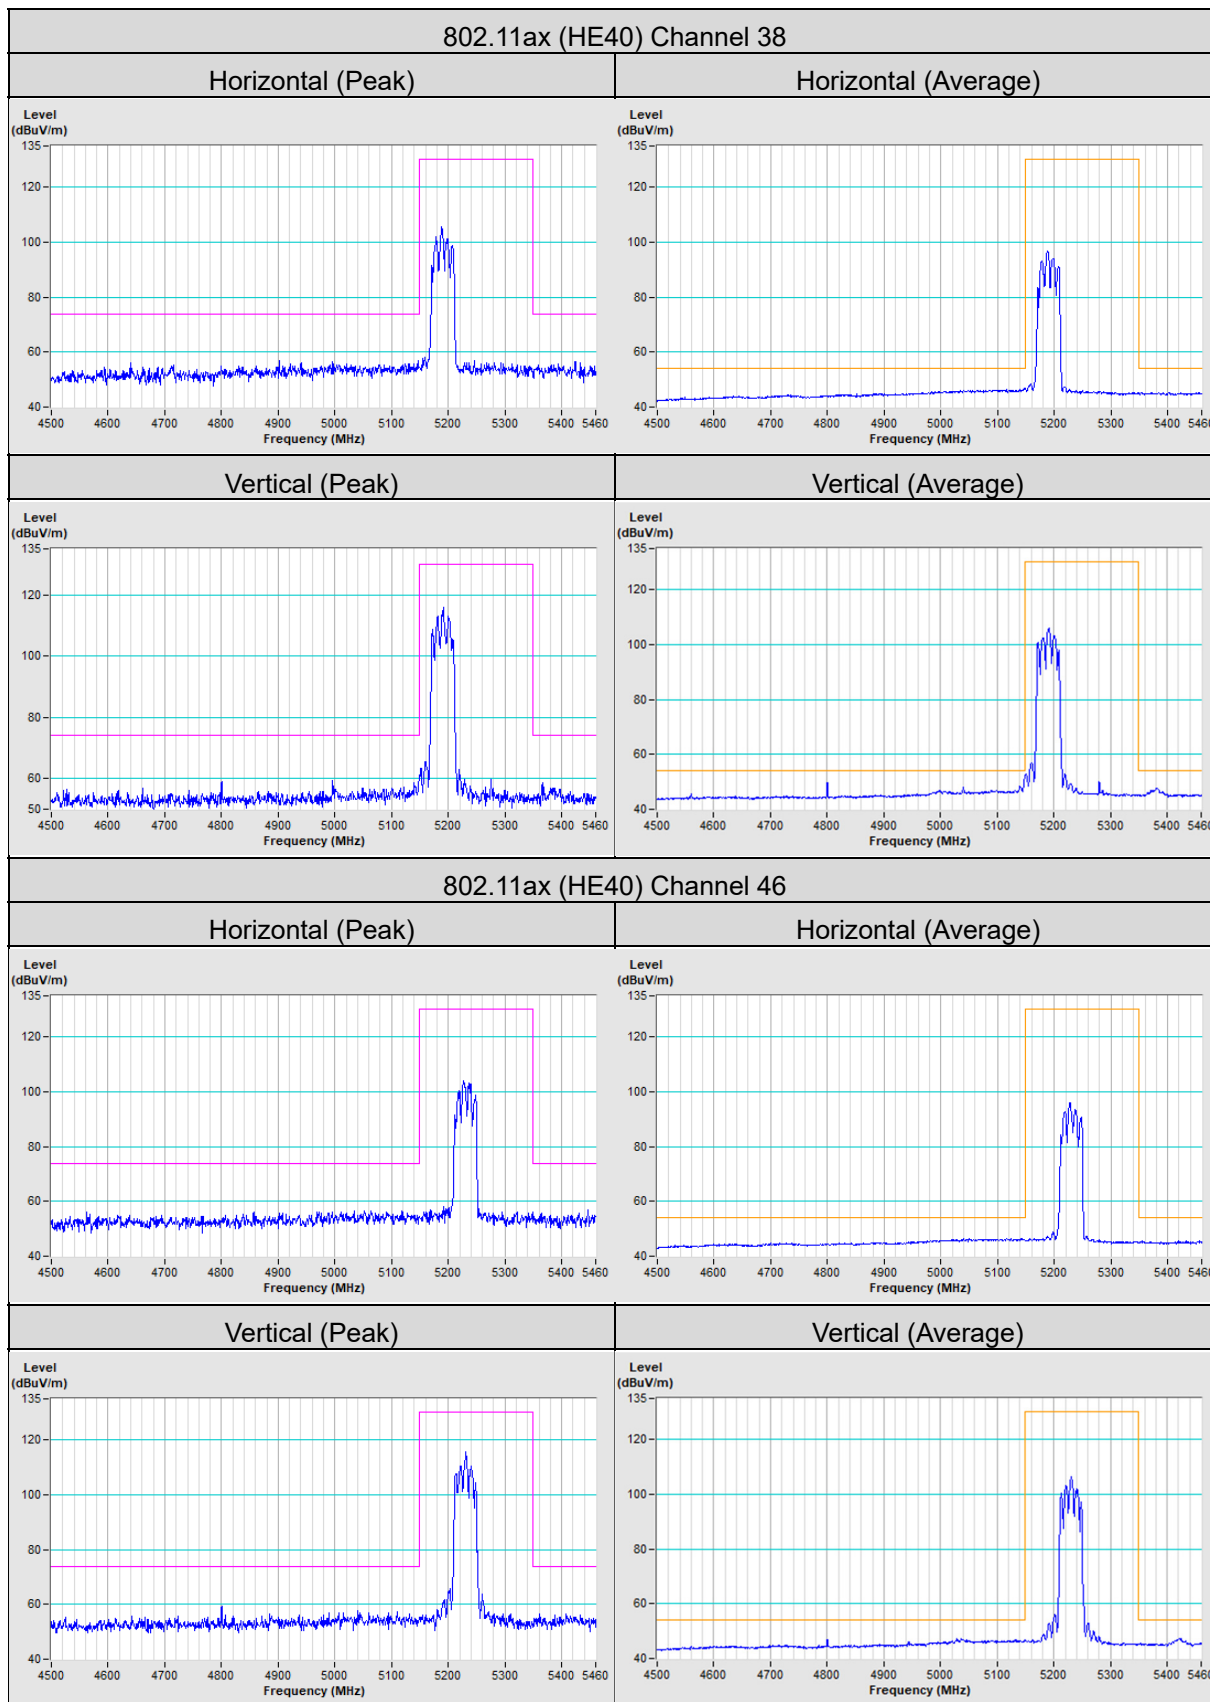 802.11ax (HE40) Channel 38
Horizontal (Peak)
Horizontal (Average)
Level
(dBuV/m)
135
120
100
80
60
40
4500 4600 4700 4800 4900 5000 5100 5200 5300 5400 5460
Frequency (MHz)
Level
(dBuV/m)
135
120
100
80
60
40
4500 4600 4700 4800 4900 5000 5100 5200 5300 5400 5460
Frequency (MHz)
Vertical (Peak)
Vertical (Average)
Level
(dBuV/m)
135
120
100
80
60
50
4500 4600 4700 4800 4900 5000 5100 5200 5300 5400 5460
Frequency (MHz)
Level
(dBuV/m)
135
120
100
80
60
40
4500 4600 4700 4800 4900 5000 5100 5200 5300 5400 5460
Frequency (MHz)
802.11ax (HE40) Channel 46
Horizontal (Peak)
Horizontal (Average)
Level
(dBuV/m)
135
120
100
80
60
40
4500 4600 4700 4800 4900 5000 5100 5200 5300 5400 5460
Frequency (MHz)
Level
(dBuV/m)
135
120
100
80
60
40
4500 4600 4700 4800 4900 5000 5100 5200 5300 5400 5460
Frequency (MHz)
Vertical (Peak)
Vertical (Average)
Level
(dBuV/m)
135
120
100
80
60
40
4500 4600 4700 4800 4900 5000 5100 5200 5300 5400 5460
Frequency (MHz)
Level
(dBuV/m)
135
120
100
80
60
40
4500 4600 4700 4800 4900 5000 5100 5200 5300 5400 5460
Frequency (MHz)